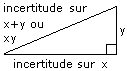 incertitude sur
x+y ou
xy
y
incertitude sur x